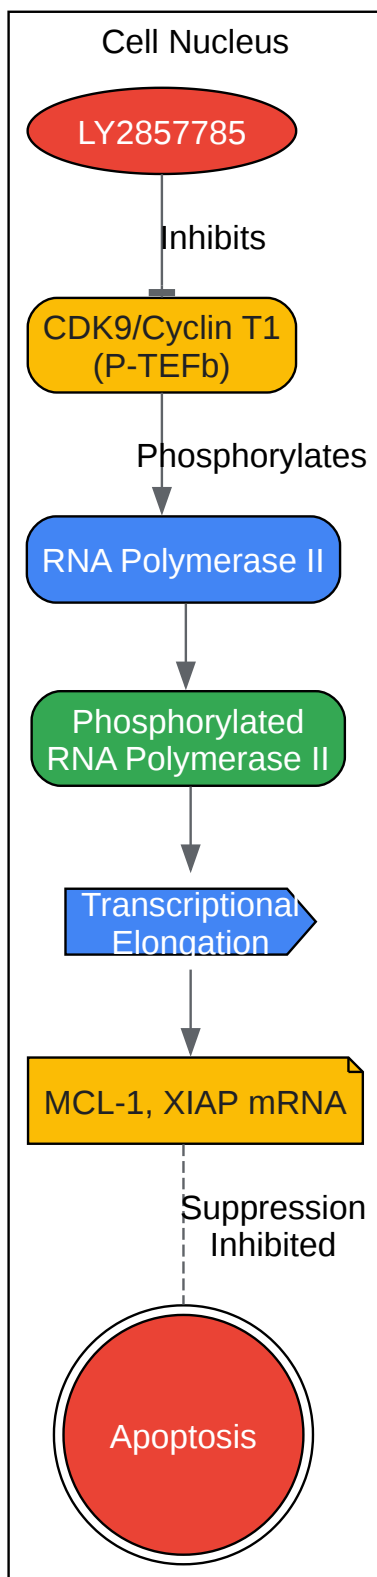 Cell Nucleus
LY2857785
Inhibits
CDK9/Cyclin T1
(P-TEFb)
Phosphorylates
RNA Polymerase II
Phosphorylated
RNA Polymerase II
Transcriptional
Elongation
MCL-1, XIAP mRNA
Suppression
Inhibited
Apoptosis